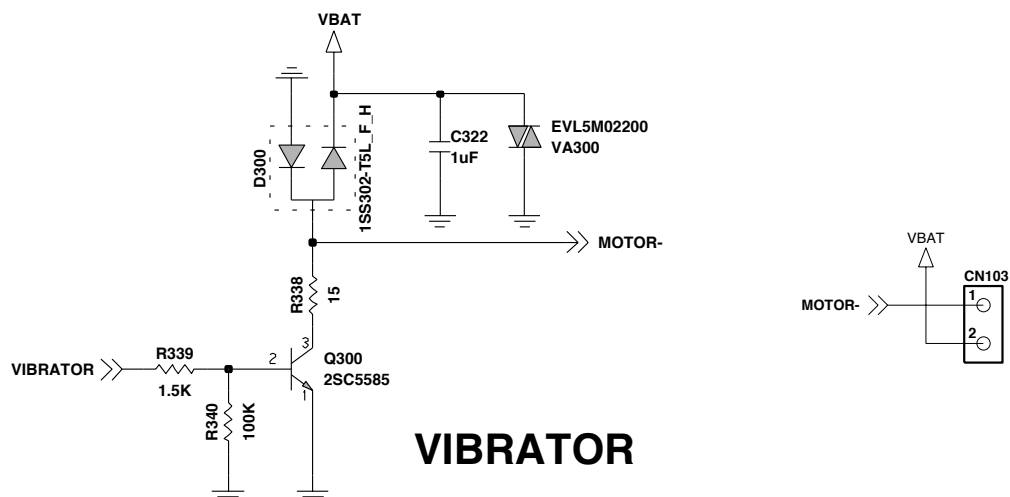 VBAT
D300
1SS302-T5L_F_H
C322
1uF
EVL5M02200
VA300
MOTOR-
R338
15
VBAT
CN103
MOTOR-
1
2
VIBRATOR
R339
1.5K
R340
100K
2
3
1
Q300
2SC5585
VIBRATOR